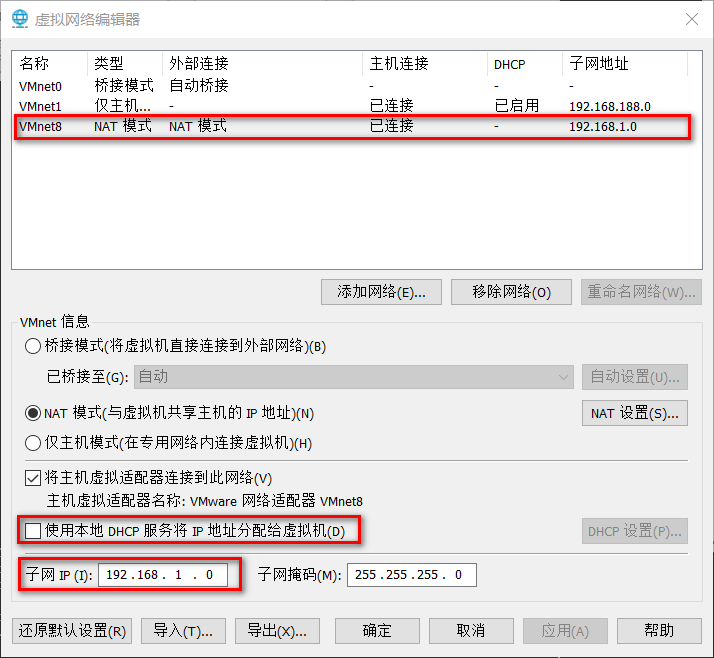 虚拟网络编辑器
名称 类型 外部连接 主机连接 DHCP 子网地址
VMnet0 桥接模式 自动桥接 - - -
VMnet1 仅主机... - 已连接 已启用 192.168.188.0
VMnet8 NAT 模式 NAT 模式 已连接 - 192.168.1.0
添加网络(E)... 移除网络(O) 重命名网络(W)...
VMnet 信息
桥接模式(将虚拟机直接连接到外部网络)(B)
已桥接至(G): 自动 自动设置(U)...
NAT 模式(与虚拟机共享主机的 IP 地址)(N) NAT 设置(S)...
仅主机模式(在专用网络内连接虚拟机)(H)
将主机虚拟适配器连接到此网络(V)
主机虚拟适配器名称: VMware 网络适配器 VMnet8
使用本地 DHCP 服务将 IP 地址分配给虚拟机(D) DHCP 设置(P)...
子网 IP (I): 192.168. 1 . 0 子网掩码(M): 255.255.255. 0
还原默认设置(R) 导入(T)... 导出(X)... 确定 取消 应用(A) 帮助